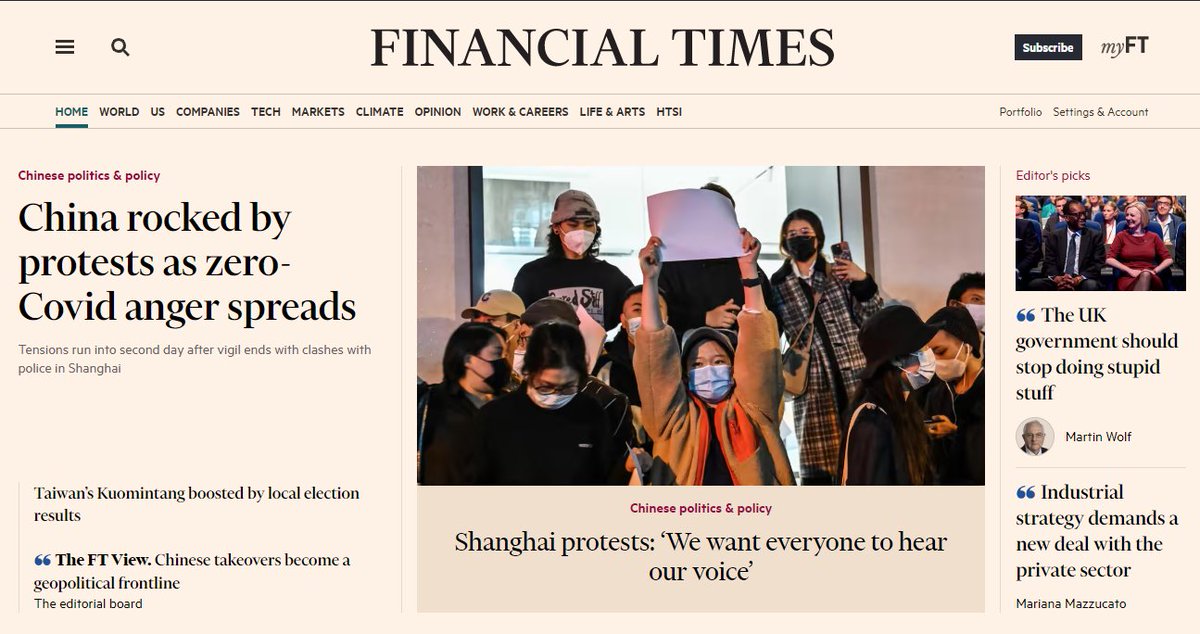 FINANCIAL TIMES
Subscribe
myFT
HOME WORLD US COMPANIES TECH MARKETS CLIMATE OPINION WORK & CAREERS LIFE & ARTS HTSI
Portfolio Settings & Account
Chinese politics & policy
China rocked by
protests as zero-
Covid anger spreads
Tensions run into second day after vigil ends with clashes with
police in Shanghai
Taiwan’s Kuomintang boosted by local election
results
“ The FT View. Chinese takeovers become a
geopolitical frontline
The editorial board
Chinese politics & policy
Shanghai protests: ‘We want everyone to hear
our voice’
Editor's picks
“ The UK
government should
stop doing stupid
stuff
Martin Wolf
“ Industrial
strategy demands a
new deal with the
private sector
Mariana Mazzucato